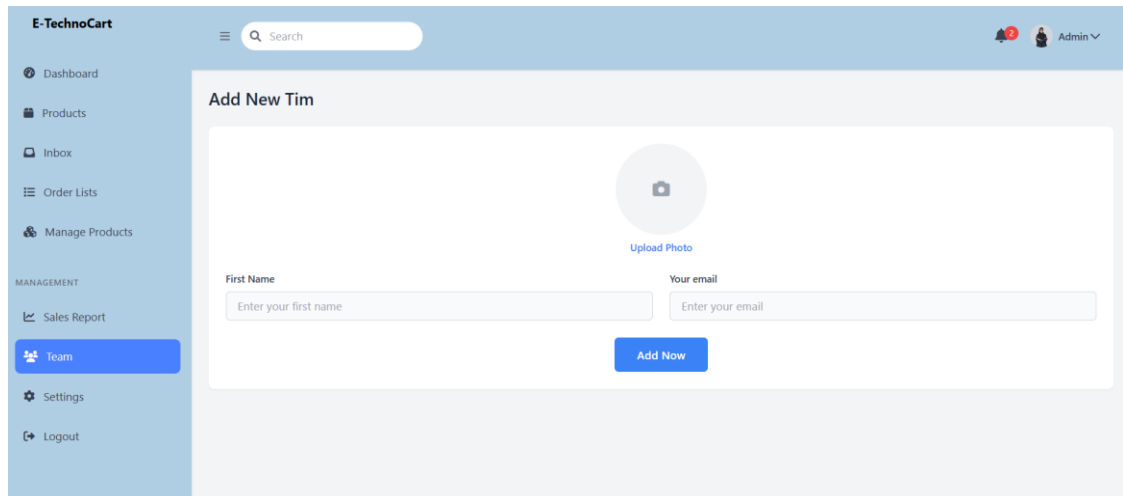 E-TechnoCart
Search
2
Admin
Dashboard
Products
Inbox
Order Lists
Manage Products
MANAGEMENT
Sales Report
Team
Settings
Logout
Add New Tim
Upload Photo
First Name
Your email
Enter your first name
Enter your email
Add Now